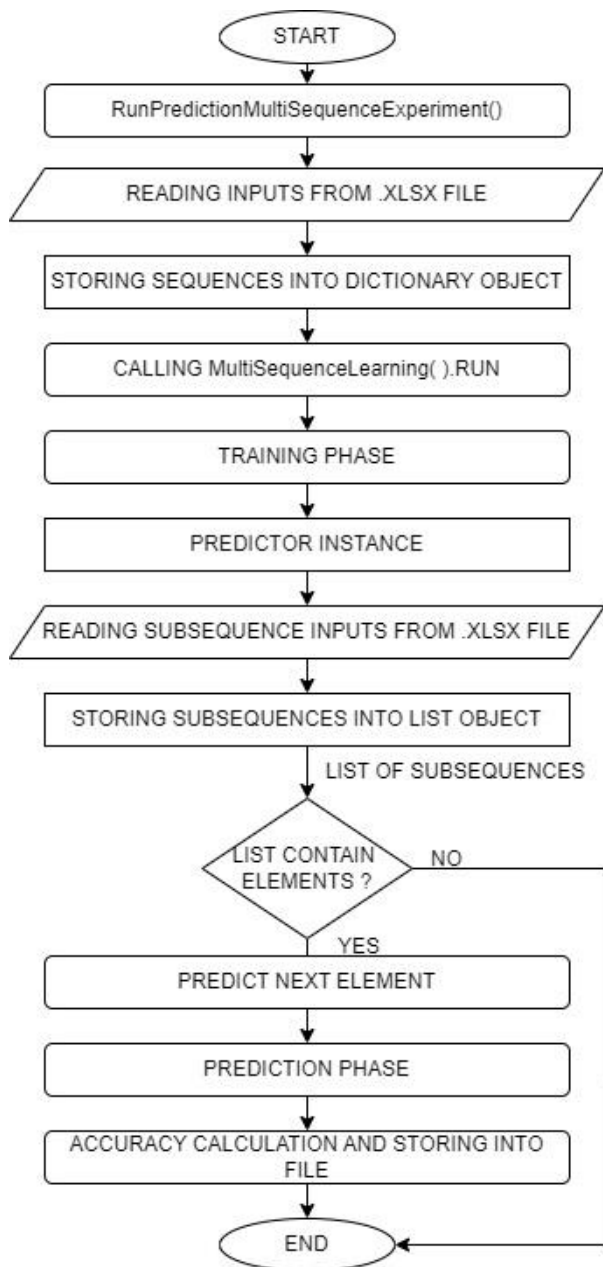 START
RunPredictionMultiSequenceExperiment()
READING INPUTS FROM .XLSX FILE
STORING SEQUENCES INTO DICTIONARY OBJECT
CALLING MultiSequenceLearning( ).RUN
TRAINING PHASE
PREDICTOR INSTANCE
READING SUBSEQUENCE INPUTS FROM .XLSX FILE
STORING SUBSEQUENCES INTO LIST OBJECT
LIST OF SUBSEQUENCES
LIST CONTAIN
ELEMENTS ?
NO
YES
PREDICT NEXT ELEMENT
PREDICTION PHASE
ACCURACY CALCULATION AND STORING INTO
FILE
END